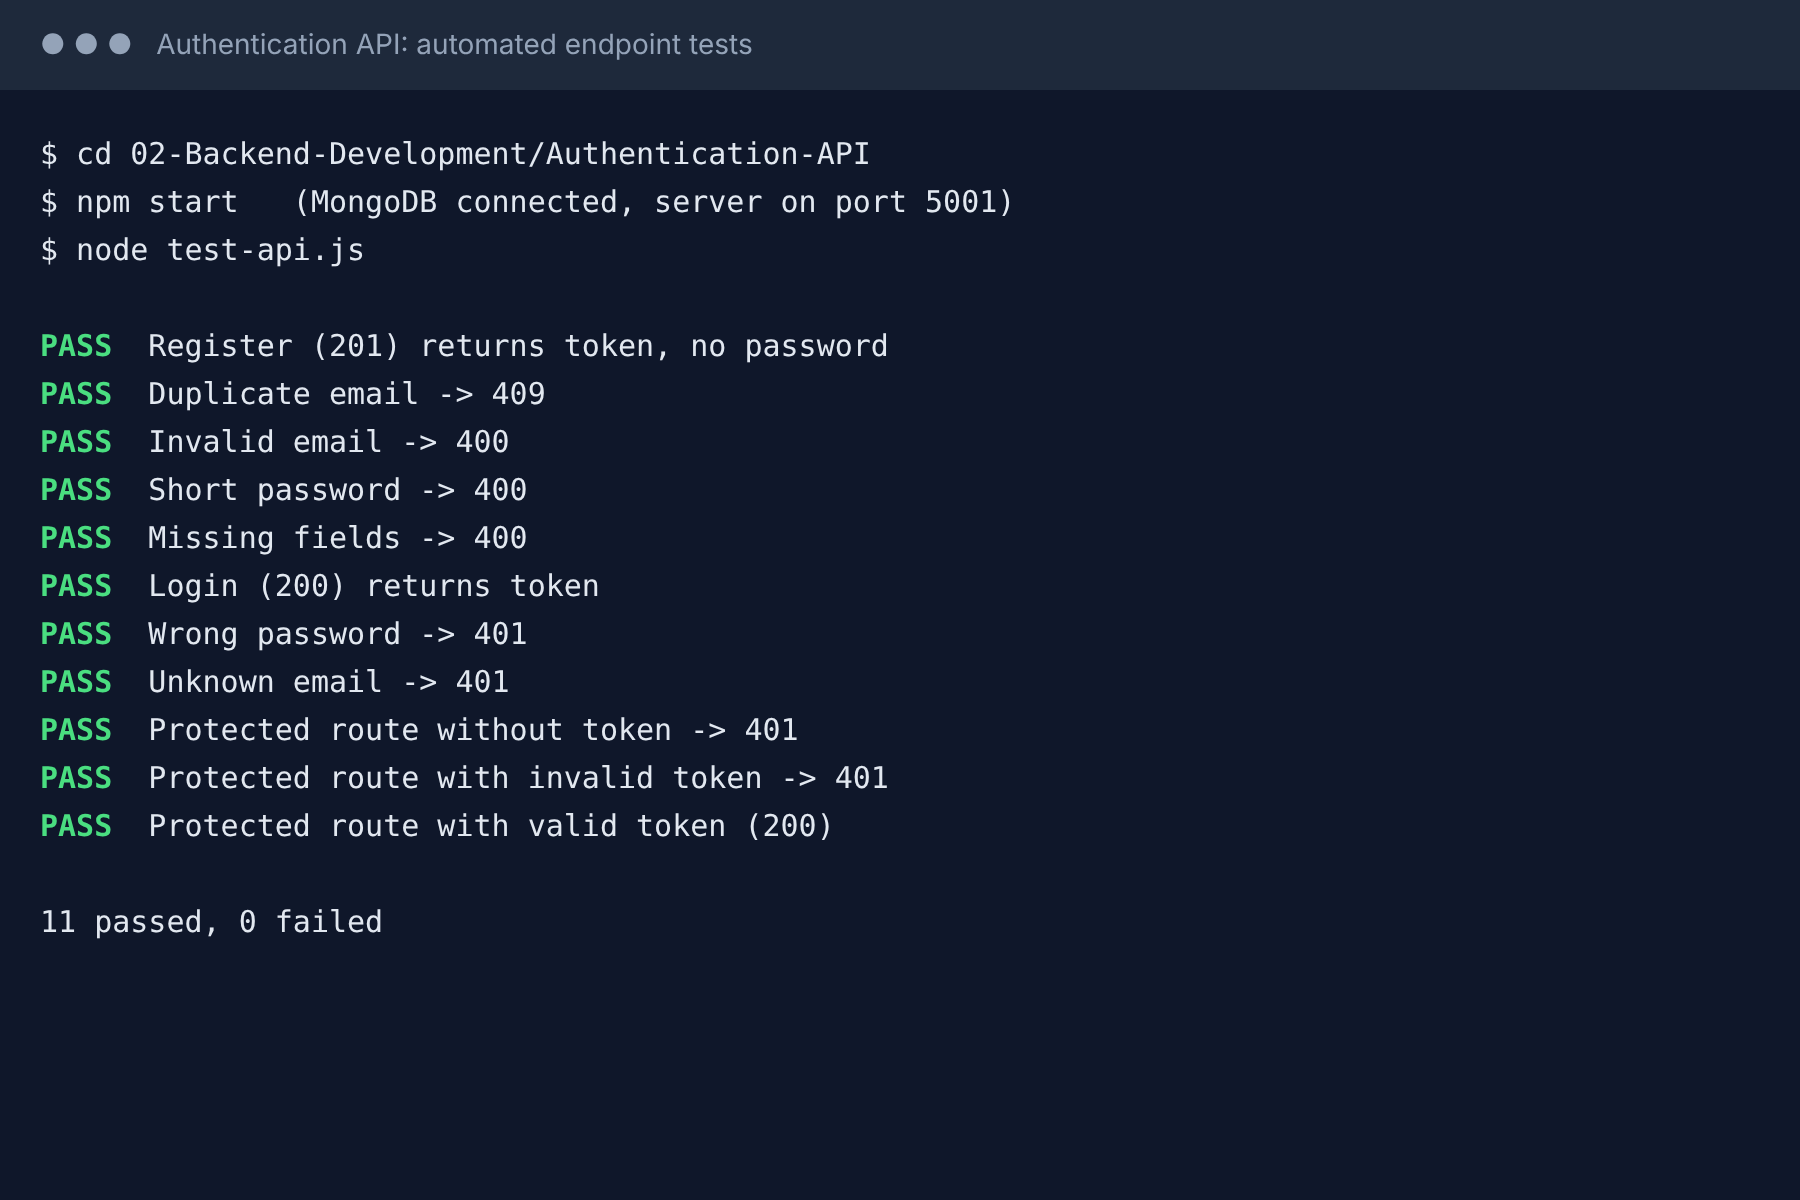 Authentication API: automated endpoint tests
$ cd 02-Backend-Development/Authentication-API
$ npm start   (MongoDB connected, server on port 5001)
$ node test-api.js
PASS  Register (201) returns token, no password
PASS  Duplicate email -> 409
PASS  Invalid email -> 400
PASS  Short password -> 400
PASS  Missing fields -> 400
PASS  Login (200) returns token
PASS  Wrong password -> 401
PASS  Unknown email -> 401
PASS  Protected route without token -> 401
PASS  Protected route with invalid token -> 401
PASS  Protected route with valid token (200)
11 passed, 0 failed